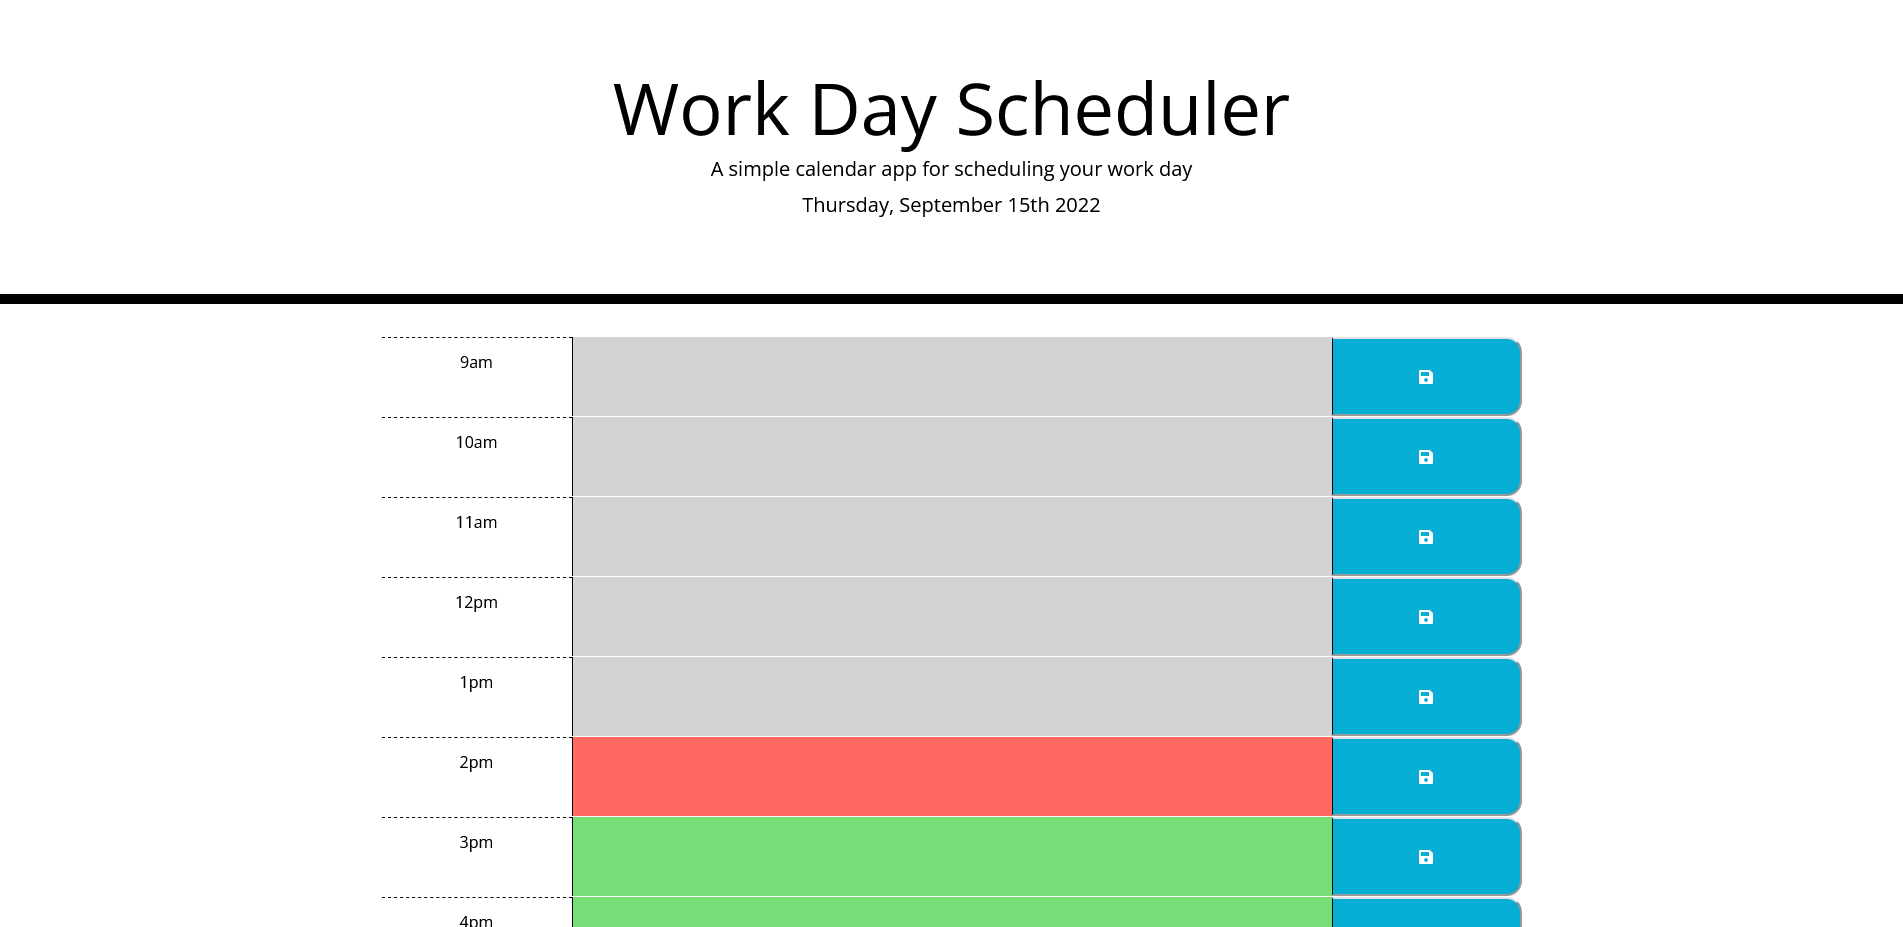 Work Day Scheduler
A simple calendar app for scheduling your work day
Thursday, September 15th 2022
9am
10am
11am
12pm
1pm
2pm
3pm
4pm